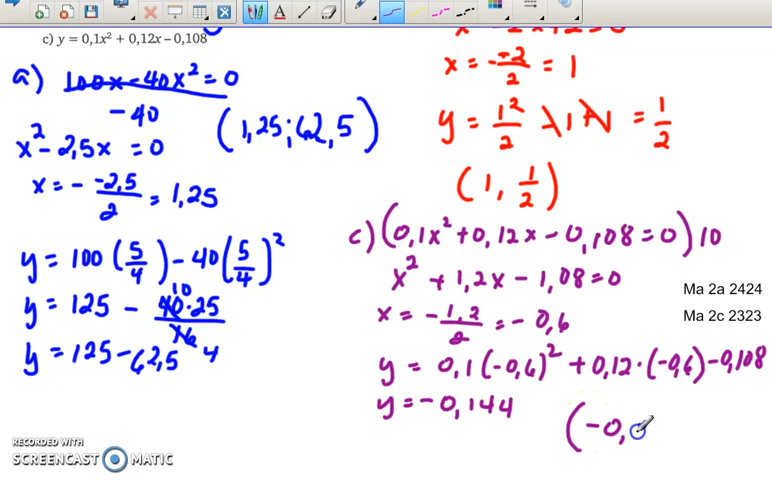 c) y = 0,1x² + 0,12x − 0,108
a) 100x − 40x² = 0
−40
x² − 2,5x = 0
x = − −2,5/2 = 1,25
(1,25; 62,5)
y = 100(5/4) − 40(5/4)²
y = 125 − 40·25/16
10
4
y = 125 − 62,5
x = − −2/2 = 1
y = 1²/2 − 1 + 1 = 1/2
(1, 1/2)
c) (0,1x² + 0,12x − 0,108 = 0) 10
x² + 1,2x − 1,08 = 0
x = − 1,2/2 = − 0,6
y = 0,1(−0,6)² + 0,12·(−0,6) − 0,108
y = − 0,144
(−0,
Ma 2a 2424
Ma 2c 2323
RECORDED WITH
SCREENCAST MATIC